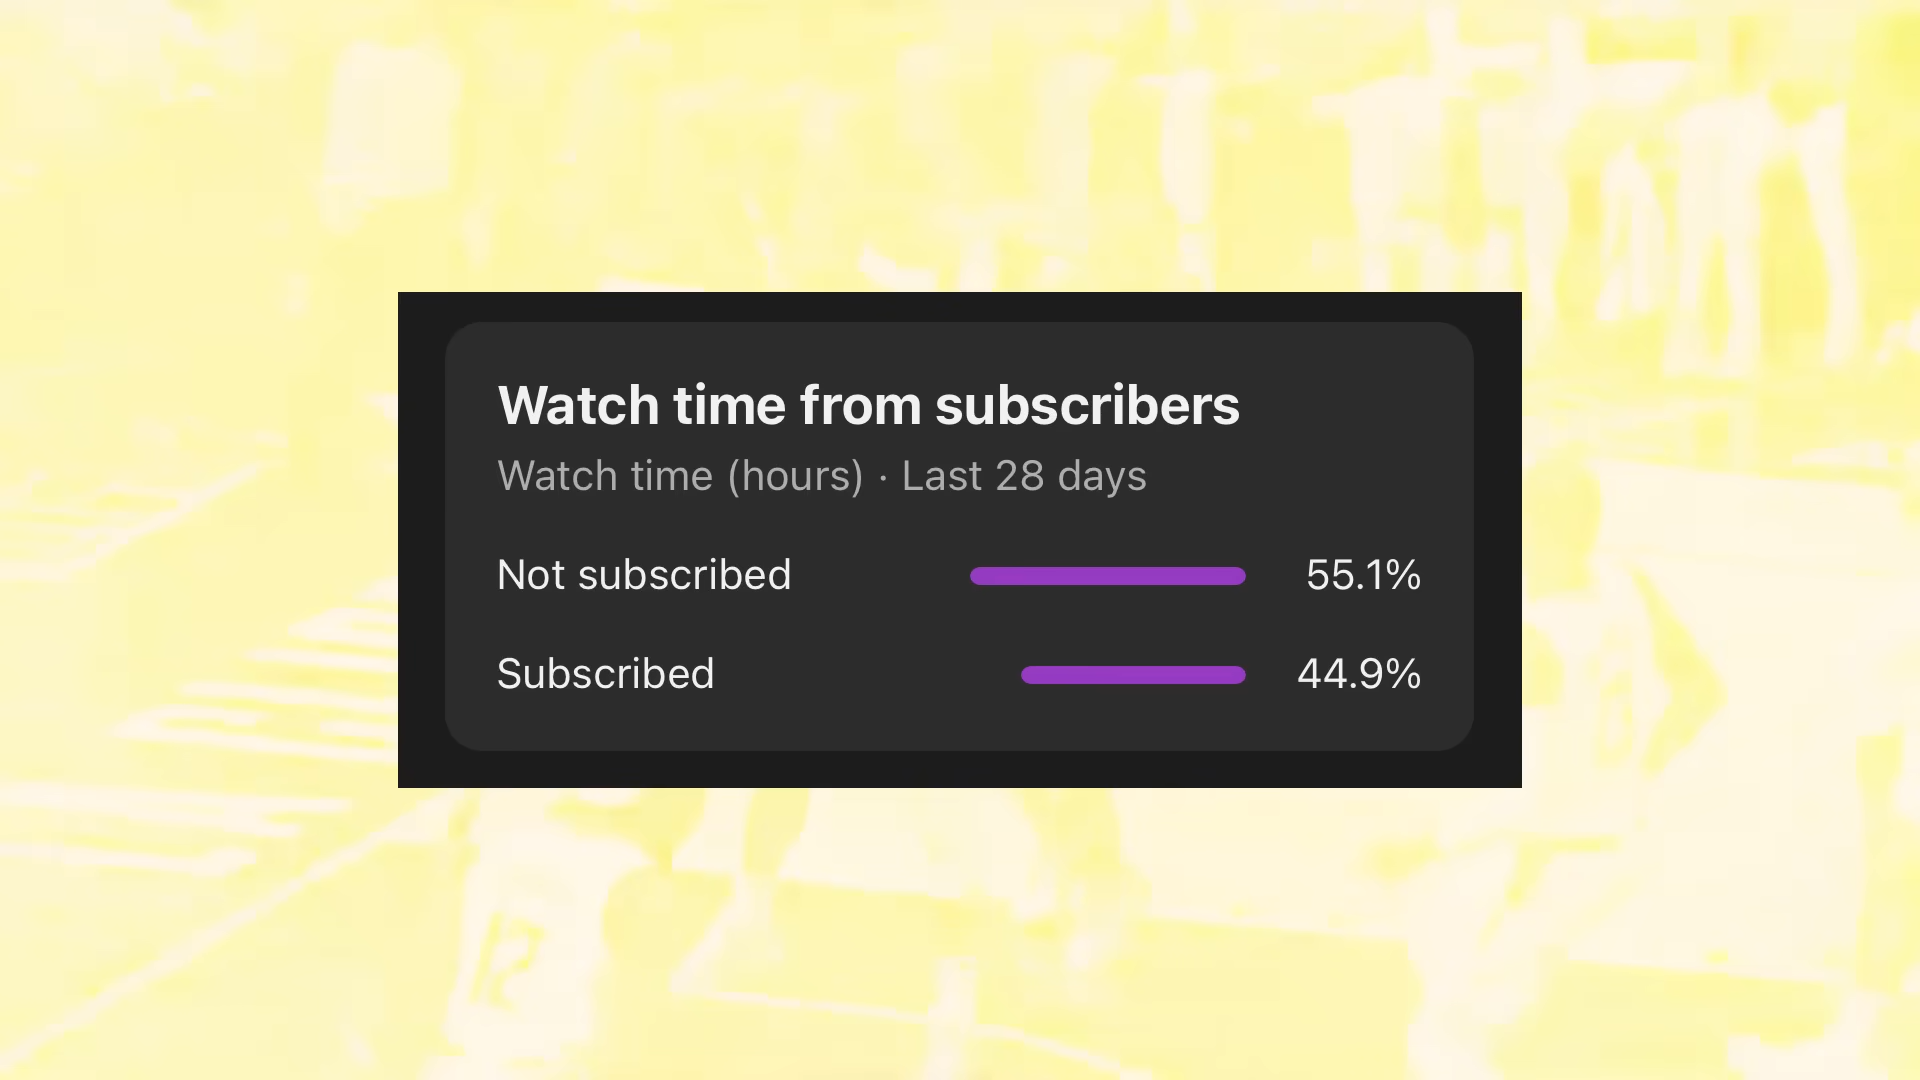 Watch time from subscribers
Watch time (hours) · Last 28 days
Not subscribed 55.1%
Subscribed 44.9%